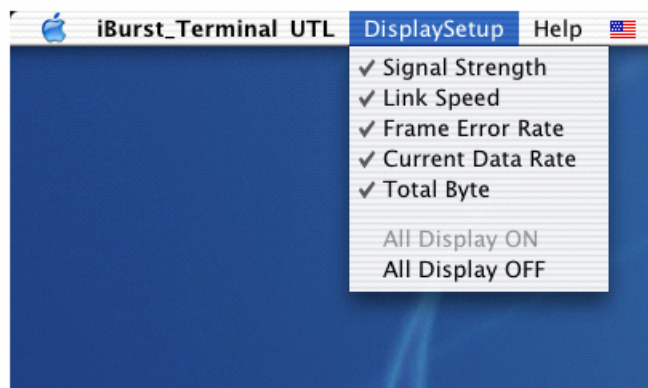 iBurst_Terminal UTL DisplaySetup Help
✓ Signal Strength
✓ Link Speed
✓ Frame Error Rate
✓ Current Data Rate
✓ Total Byte
All Display ON
All Display OFF